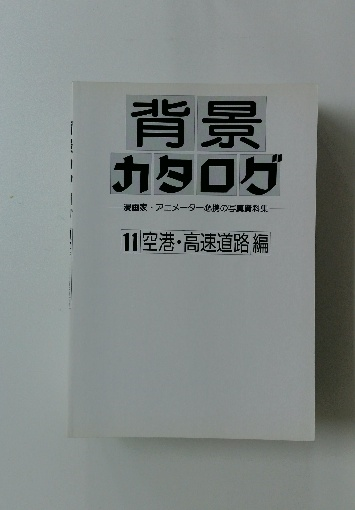 背景
カタログ
漫画家・アニメーター必携の写真資料集
11 空港・高速道路 編